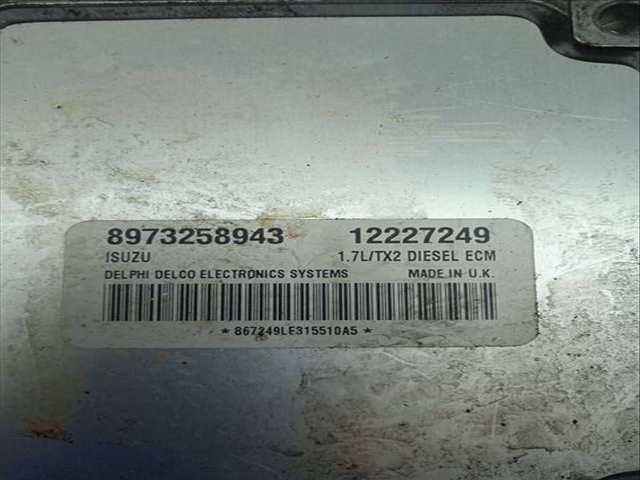 8973258943 12227249
ISUZU 1.7L/TX2 DIESEL ECM
DELPHI DELCO ELECTRONICS SYSTEMS MADE IN U.K.
* 867249LE315510A5 *